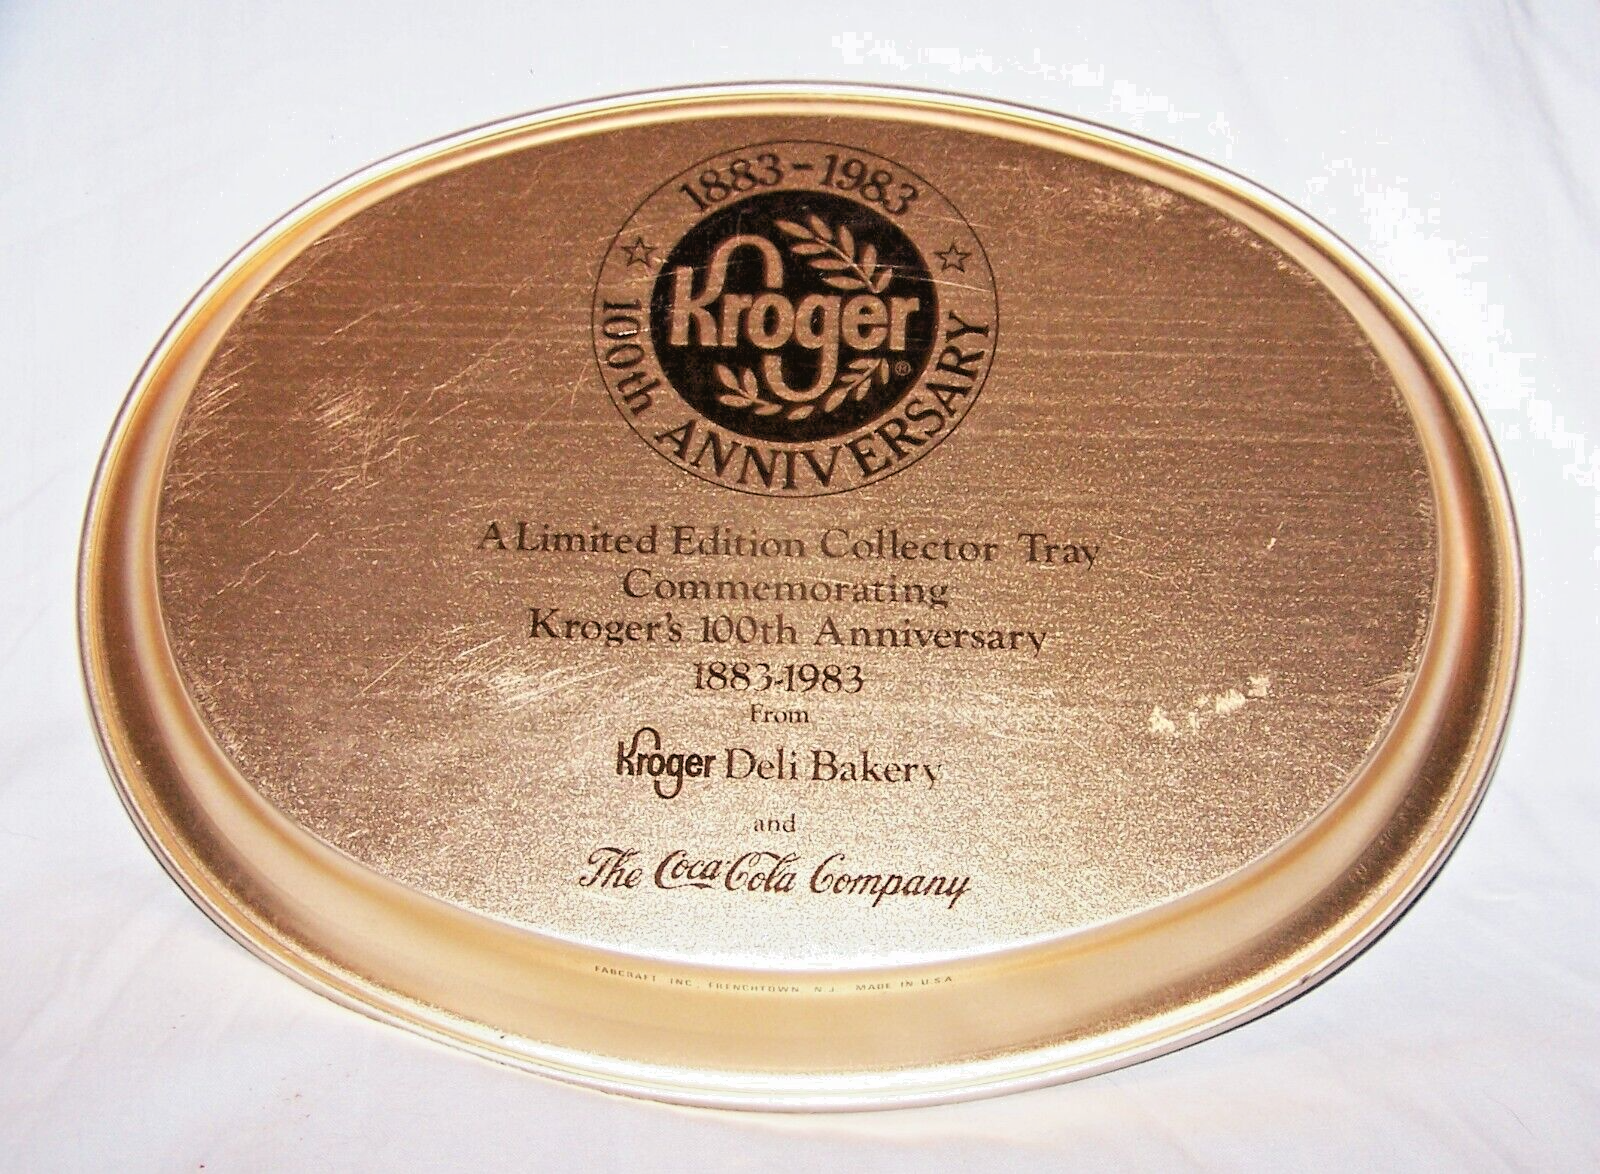 1883-1983
Kroger®
100th ANNIVERSARY
A Limited Edition Collector Tray
Commemorating
Kroger's 100th Anniversary
1883-1983
From
Kroger Deli Bakery
and
The Coca-Cola Company
FABCRAFT, INC., FRENCHTOWN, N.J. MADE IN U.S.A.